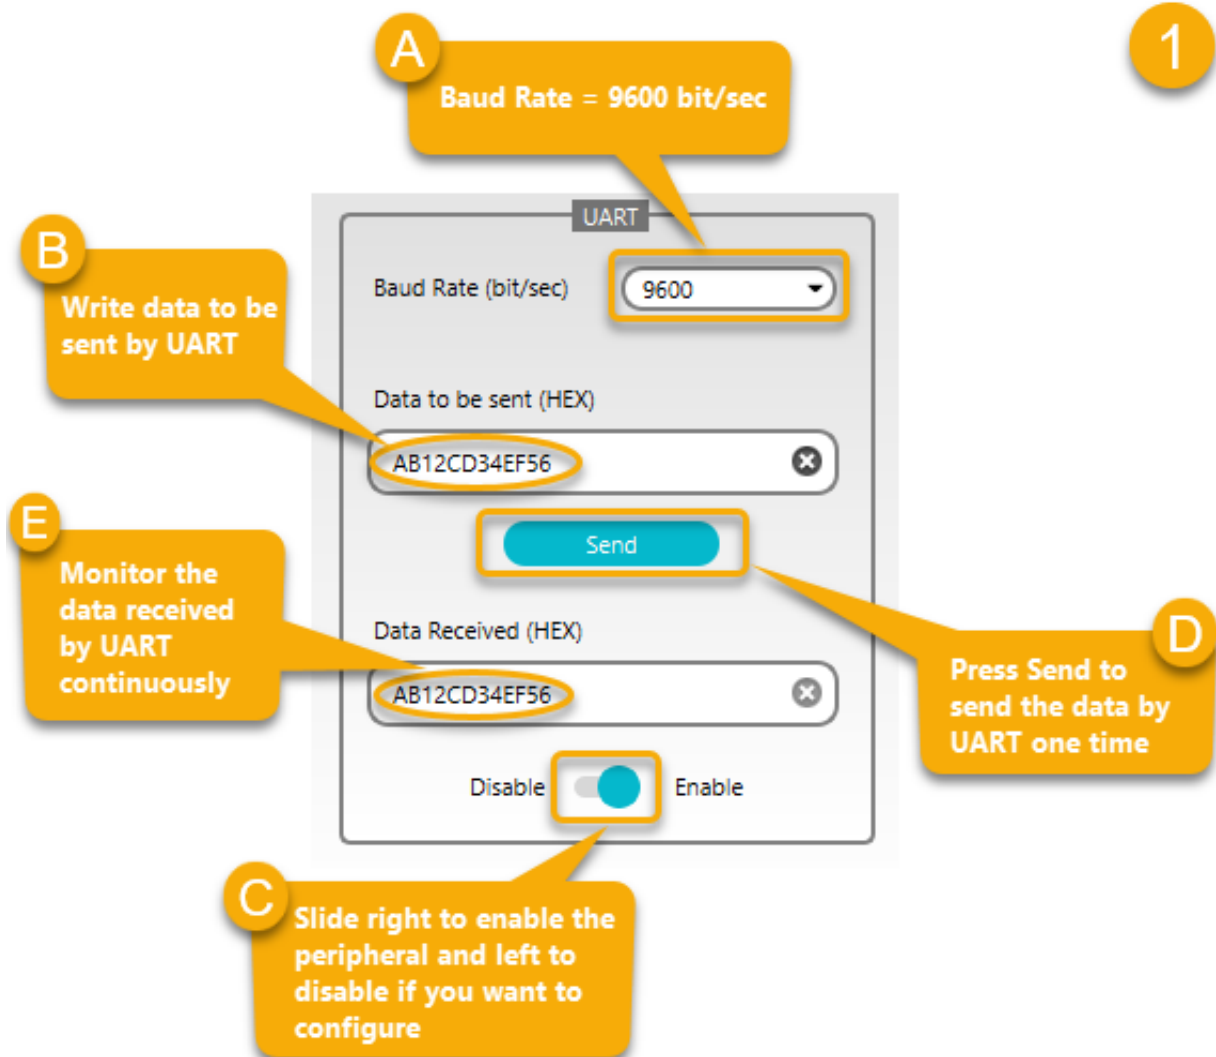 1
A
Baud Rate = 9600 bit/sec
UART
B
Write data to be
sent by UART
Baud Rate (bit/sec)
9600
Data to be sent (HEX)
AB12CD34EF56
Send
E
Monitor the
data received
by UART
continuously
Data Received (HEX)
AB12CD34EF56
D
Press Send to
send the data by
UART one time
Disable
Enable
C
Slide right to enable the
peripheral and left to
disable if you want to
configure